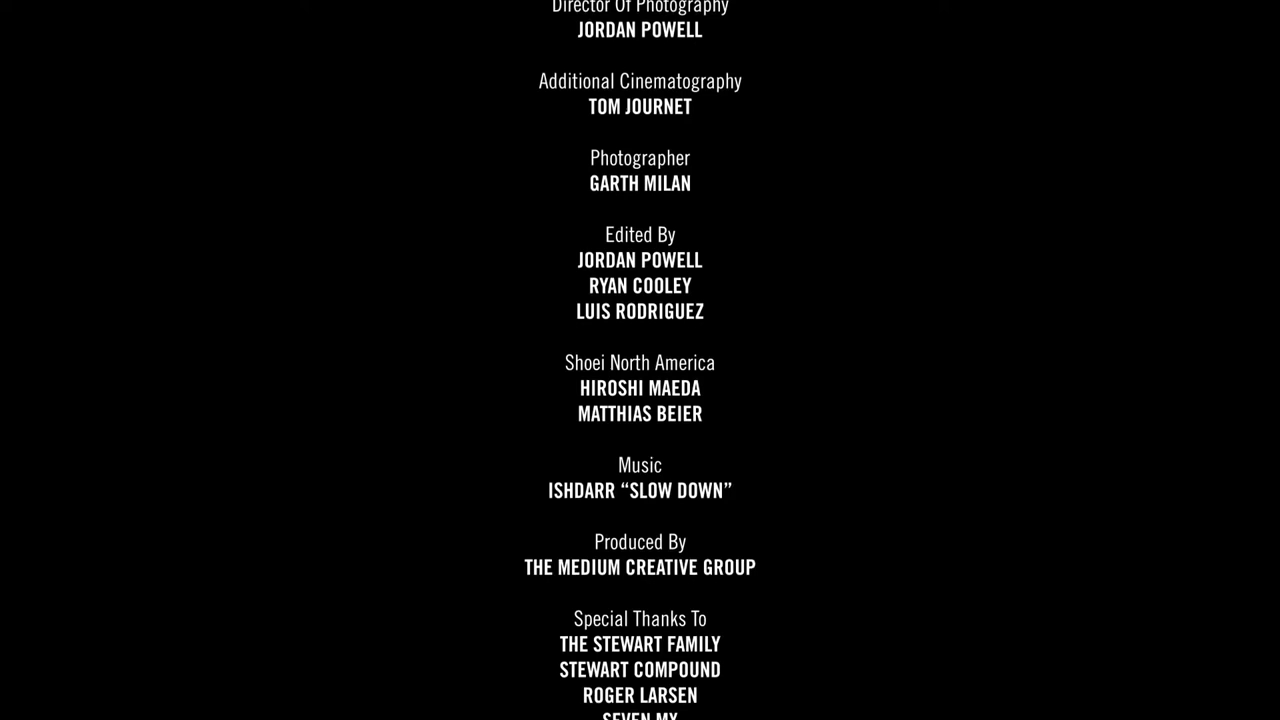 Director Of Photography
JORDAN POWELL
Additional Cinematography
TOM JOURNET
Photographer
GARTH MILAN
Edited By
JORDAN POWELL
RYAN COOLEY
LUIS RODRIGUEZ
Shoei North America
HIROSHI MAEDA
MATTHIAS BEIER
Music
ISHDARR “SLOW DOWN”
Produced By
THE MEDIUM CREATIVE GROUP
Special Thanks To
THE STEWART FAMILY
STEWART COMPOUND
ROGER LARSEN
SEVEN MX